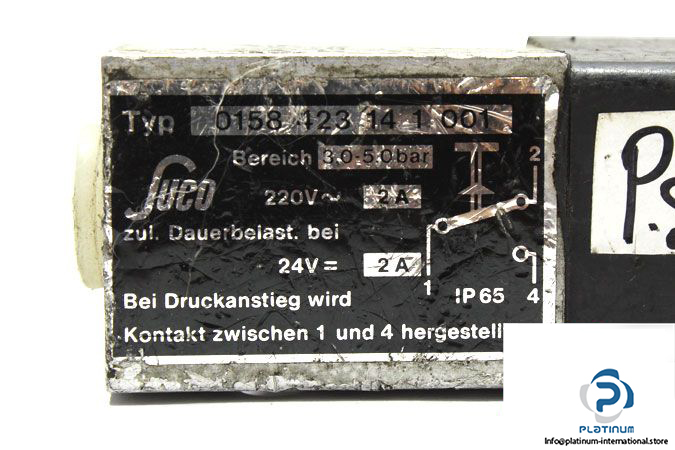 Typ 0158 423 14 1 001
Bereich 3,0-5,0bar
Suco
220V~ 2A
zul. Dauerbelast. bei
24V= 2A
Bei Druckanstieg wird
Kontakt zwischen 1 und 4 hergestell
2
1
IP65
4
P.
PLATINUM
info@platinum-international.store